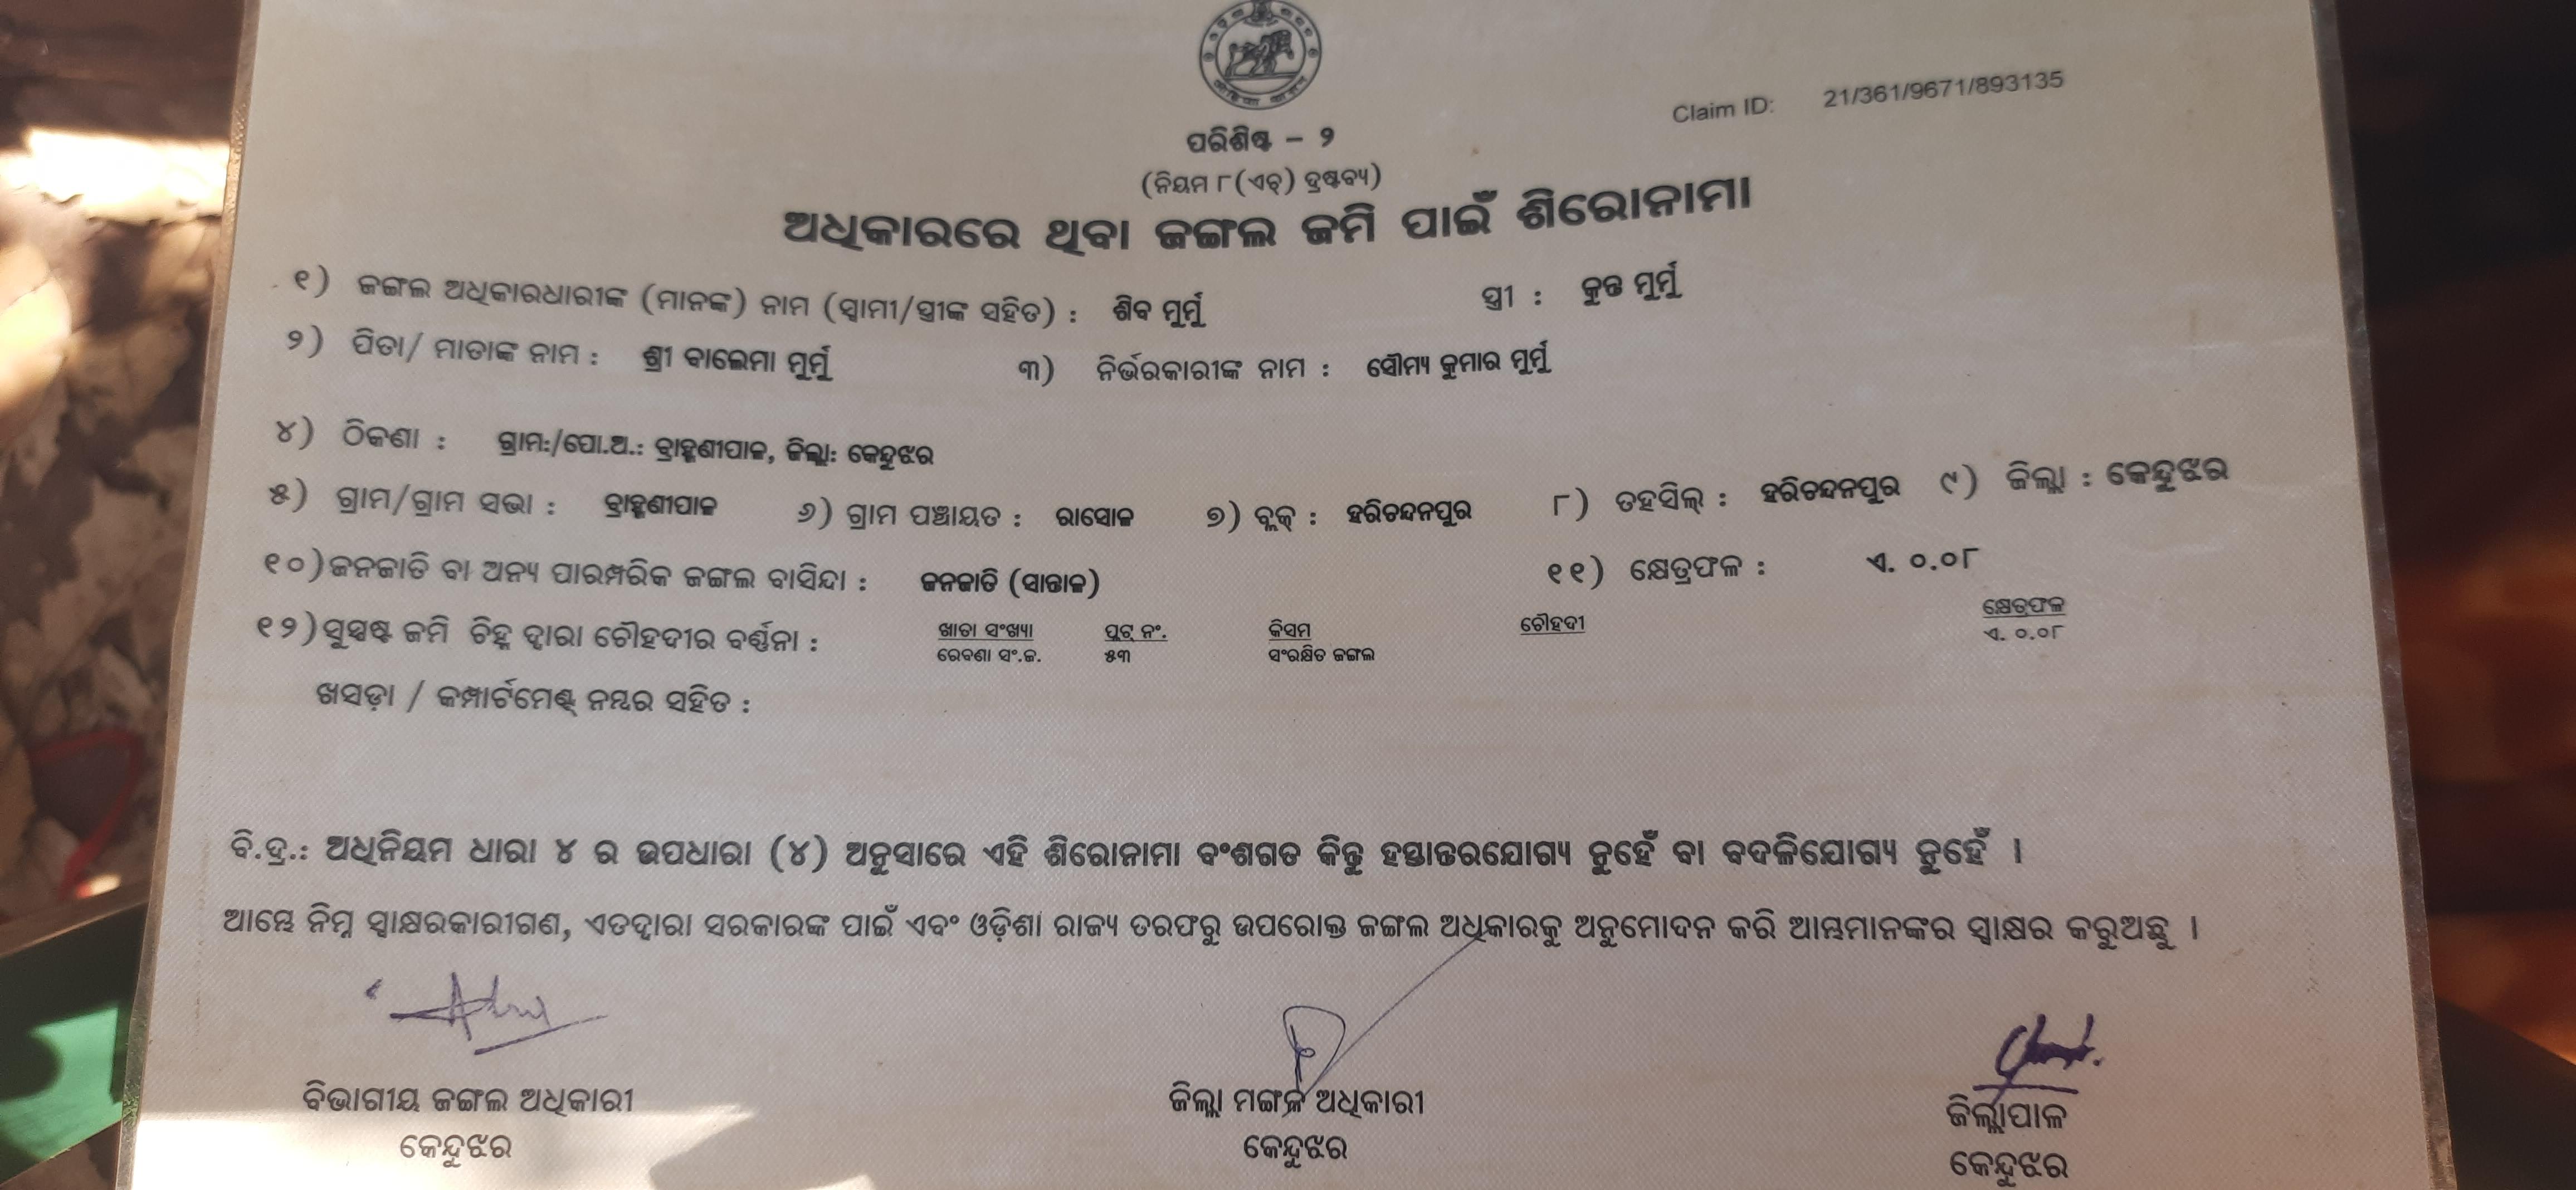 Claim ID: 21/361/9671/893135
ପରିଶିଷ୍ଟ – ୨
(ନିୟମ ୮(ଏଚ୍) ଦ୍ରଷ୍ଟବ୍ୟ)
ଅଧିକାରରେ ଥିବା ଜଙ୍ଗଲ ଜମି ପାଇଁ ଶିରୋନାମା
୧) ଜଙ୍ଗଲ ଅଧିକାରଧାରୀଙ୍କ (ମାନଙ୍କ) ନାମ (ସ୍ଵାମୀ/ସ୍ତ୍ରୀଙ୍କ ସହିତ) : ଶିବ ମୁର୍ମୁ ସ୍ତ୍ରୀ : କୁନ୍ତ ମୁର୍ମୁ
୨) ପିତା/ ମାତାଙ୍କ ନାମ : ଶ୍ରୀ ବାଲେମା ମୁର୍ମୁ ୩) ନିର୍ଭରକାରୀଙ୍କ ନାମ : ସୌମ୍ୟ କୁମାର ମୁର୍ମୁ
୪) ଠିକଣା : ଗ୍ରାମ:/ପୋ.ଅ.: ବ୍ରାହ୍ମଣୀପାଳ, ଜିଲ୍ଲା: କେନ୍ଦୁଝର
୫) ଗ୍ରାମ/ଗ୍ରାମ ସଭା : ବ୍ରାହ୍ମଣୀପାଳ ୬) ଗ୍ରାମ ପଞ୍ଚାୟତ : ରାସୋଳ ୭) ବ୍ଲକ୍ : ହରିଚନ୍ଦନପୁର ୮) ତହସିଲ୍ : ହରିଚନ୍ଦନପୁର ୯) ଜିଲ୍ଲା : କେନ୍ଦୁଝର
୧୦) ଜନଜାତି ବା ଅନ୍ୟ ପାରମ୍ପରିକ ଜଙ୍ଗଲ ବାସିନ୍ଦା : ଜନଜାତି (ସାନ୍ତାଳ) ୧୧) କ୍ଷେତ୍ରଫଳ : ଏ. ୦.୦୮
୧୨) ସୁସ୍ପଷ୍ଟ ଜମି ଚିହ୍ନ ଦ୍ୱାରା ଚୌହଦୀର ବର୍ଣ୍ଣନା : ଖାତା ସଂଖ୍ୟା ପ୍ଲଟ୍ ନଂ. କିସମ ଚୌହଦୀ କ୍ଷେତ୍ରଫଳ
ରେବଣା ସଂ.ଜ. ୫୩ ସଂରକ୍ଷିତ ଜଙ୍ଗଲ ଏ. ୦.୦୮
ଖସଡ଼ା / କମ୍ପାର୍ଟମେଣ୍ଟ୍ ନମ୍ବର ସହିତ :
ବି.ଦ୍ର.: ଅଧିନିୟମ ଧାରା ୪ ର ଉପଧାରା (୪) ଅନୁସାରେ ଏହି ଶିରୋନାମା ବଂଶଗତ କିନ୍ତୁ ହସ୍ତାନ୍ତରଯୋଗ୍ୟ ନୁହେଁ ବା ବଦଳିଯୋଗ୍ୟ ନୁହେଁ ।
ଆମ୍ଭେ ନିମ୍ନ ସ୍ୱାକ୍ଷରକାରୀଗଣ, ଏତଦ୍ୱାରା ସରକାରଙ୍କ ପାଇଁ ଏବଂ ଓଡ଼ିଶା ରାଜ୍ୟ ତରଫରୁ ଉପରୋକ୍ତ ଜଙ୍ଗଲ ଅଧିକାରକୁ ଅନୁମୋଦନ କରି ଆମ୍ଭମାନଙ୍କର ସ୍ୱାକ୍ଷର କରୁଅଛୁ ।
ବିଭାଗୀୟ ଜଙ୍ଗଲ ଅଧିକାରୀ ଜିଲ୍ଲା ମଙ୍ଗଳ ଅଧିକାରୀ ଜିଲ୍ଲାପାଳ
କେନ୍ଦୁଝର କେନ୍ଦୁଝର କେନ୍ଦୁଝର